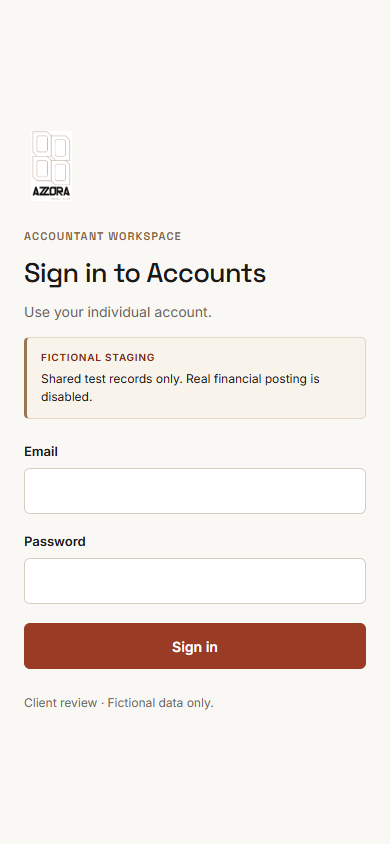 AZZORA
ACCOUNTANT WORKSPACE
Sign in to Accounts
Use your individual account.
FICTIONAL STAGING
Shared test records only. Real financial posting is
disabled.
Email
Password
Sign in
Client review · Fictional data only.